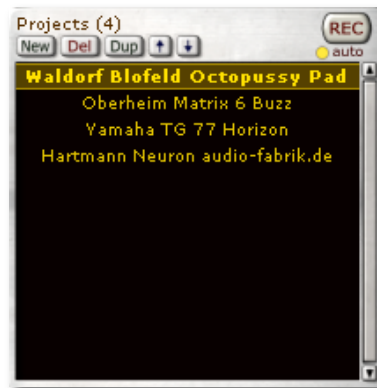 Projects (4)
REC
New Del Dup
auto
Waldorf Blofeld Octopussy Pad
Oberheim Matrix 6 Buzz
Yamaha TG 77 Horizon
Hartmann Neuron audio-fabrik.de